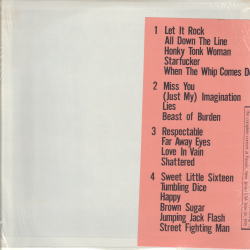 1 Let It Rock
All Down The Line
Honky Tonk Woman
Starfucker
When The Whip Comes Do
2 Miss You
(Just My) Imagination
Lies
Beast of Burden
3 Respectable
Far Away Eyes
Love In Vain
Shattered
4 Sweet Little Sixteen
Tumbling Dice
Happy
Brown Sugar
Jumping Jack Flash
Street Fighting Man